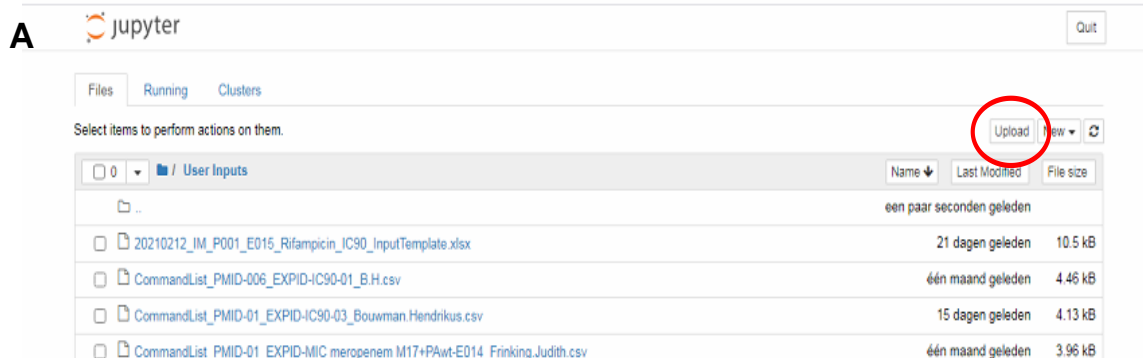 A
jupyter
Quit
Files Running Clusters
Select items to perform actions on them.
Upload New
0 / User Inputs Name Last Modified File size
.. een paar seconden geleden
20210212_IM_P001_E015_Rifampicin_IC90_InputTemplate.xlsx 21 dagen geleden 10.5 kB
CommandList_PMID-006_EXPID-IC90-01_B.H.csv één maand geleden 4.46 kB
CommandList_PMID-01_EXPID-IC90-03_Bouwman.Hendrikus.csv 15 dagen geleden 4.13 kB
CommandList_PMID-01_EXPID-MIC meropenem M17+PAwt-E014_Frinking.Judith.csv één maand geleden 3.96 kB